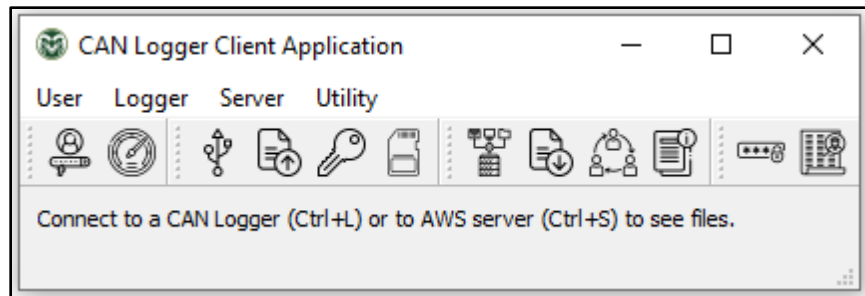 CAN Logger Client Application
User Logger Server Utility
Connect to a CAN Logger (Ctrl+L) or to AWS server (Ctrl+S) to see files.